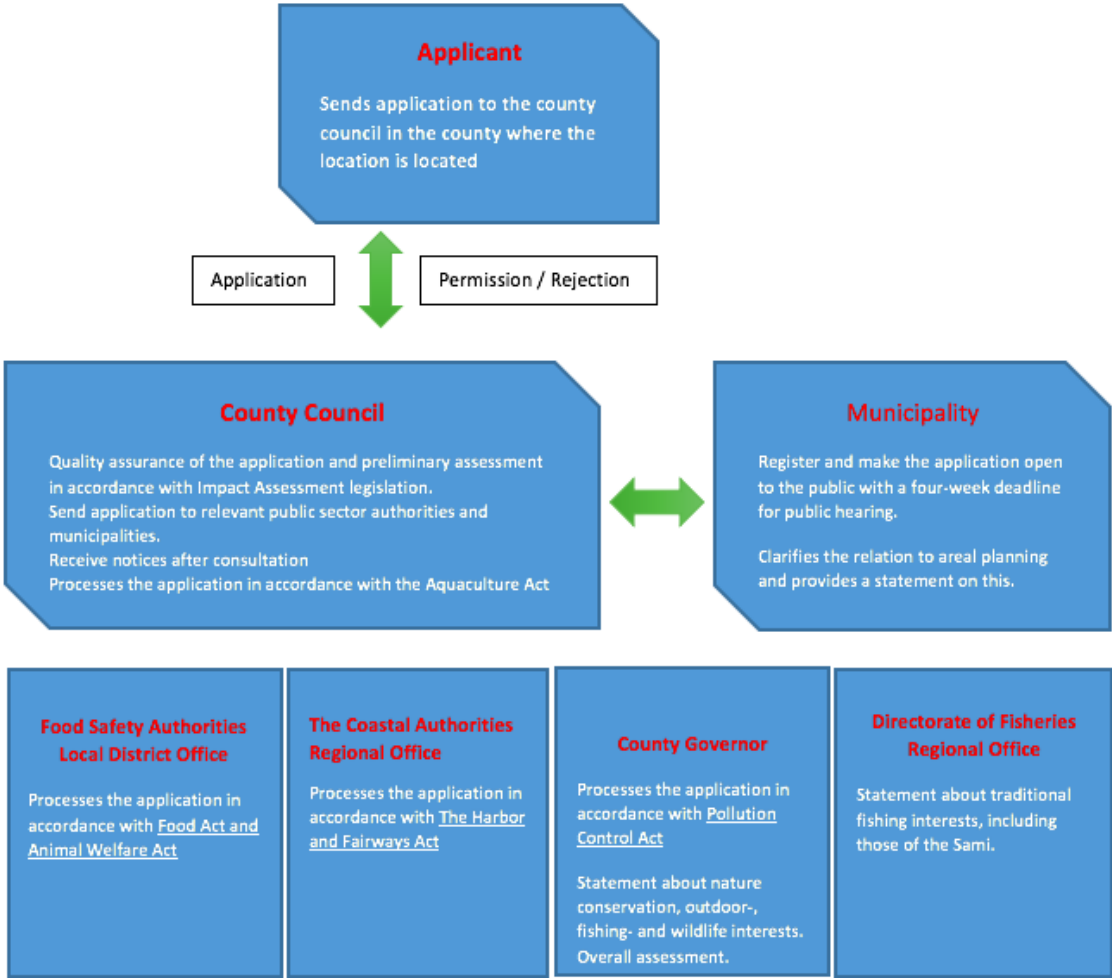 Applicant
Sends application to the county
council in the county where the
location is located
Application
Permission / Rejection
County Council
Quality assurance of the application and preliminary assessment
in accordance with Impact Assessment legislation.
Send application to relevant public sector authorities and
municipalities.
Receive notices after consultation
Processes the application in accordance with the Aquaculture Act
Municipality
Register and make the application open
to the public with a four-week deadline
for public hearing.
Clarifies the relation to areal planning
and provides a statement on this.
Food Safety Authorities
Local District Office
Processes the application in
accordance with Food Act and
Animal Welfare Act
The Coastal Authorities
Regional Office
Processes the application in
accordance with The Harbor
and Fairways Act
County Governor
Processes the application in
accordance with Pollution
Control Act
Statement about nature
conservation, outdoor-,
fishing- and wildlife interests.
Overall assessment.
Directorate of Fisheries
Regional Office
Statement about traditional
fishing interests, including
those of the Sami.